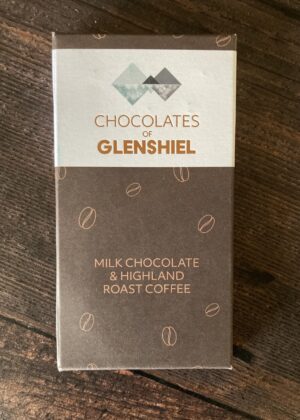 CHOCOLATES
OF
GLENSHIEL
MILK CHOCOLATE
& HIGHLAND
ROAST COFFEE